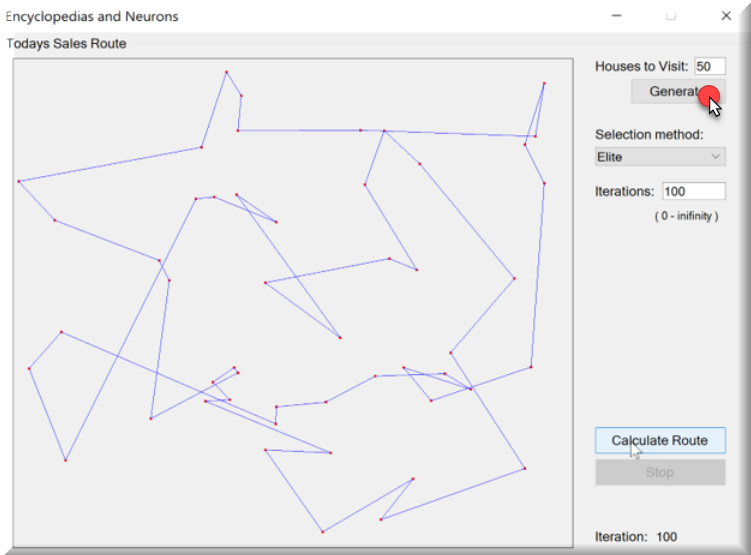 Encyclopedias and Neurons
Todays Sales Route
Houses to Visit: 50
Generat
Selection method:
Elite
Iterations: 100
( 0 - inifinity )
Calculate Route
Stop
Iteration: 100